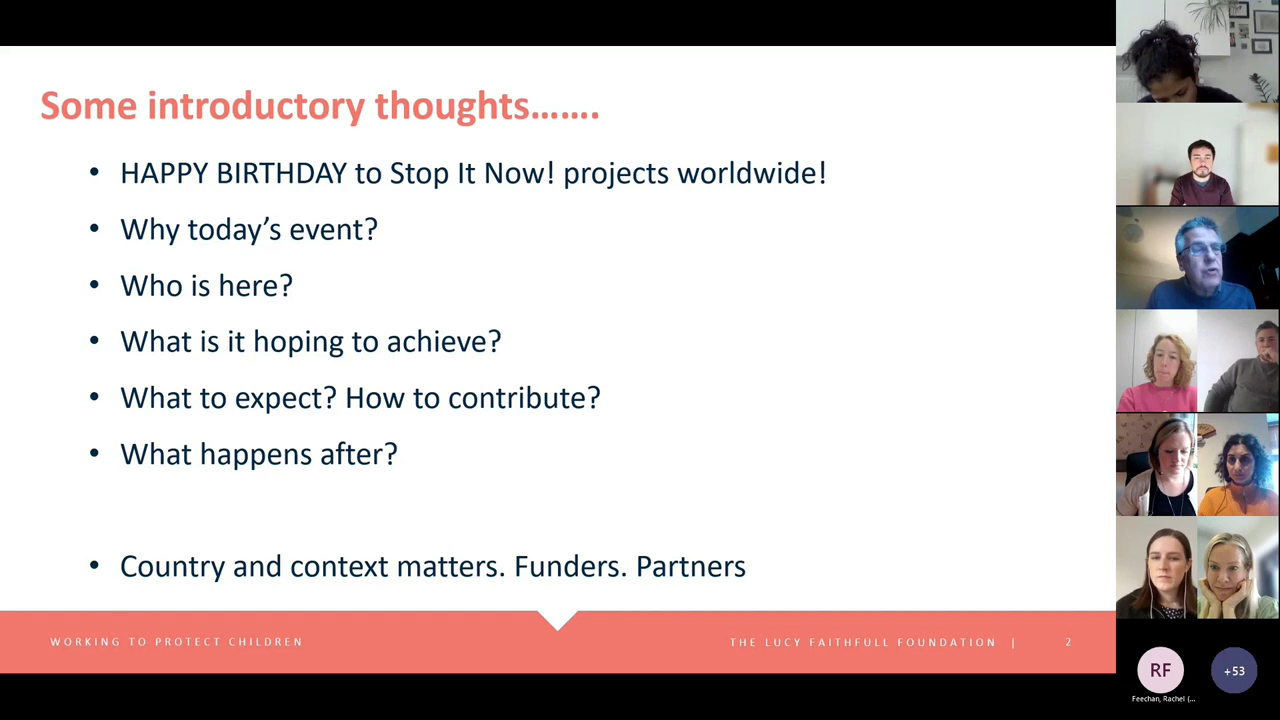 Some introductory thoughts…….
• HAPPY BIRTHDAY to Stop It Now! projects worldwide!
• Why today’s event?
• Who is here?
• What is it hoping to achieve?
• What to expect? How to contribute?
• What happens after?
• Country and context matters. Funders. Partners
WORKING TO PROTECT CHILDREN
THE LUCY FAITHFULL FOUNDATION | 2
RF
+53
Feechan, Rachel (...